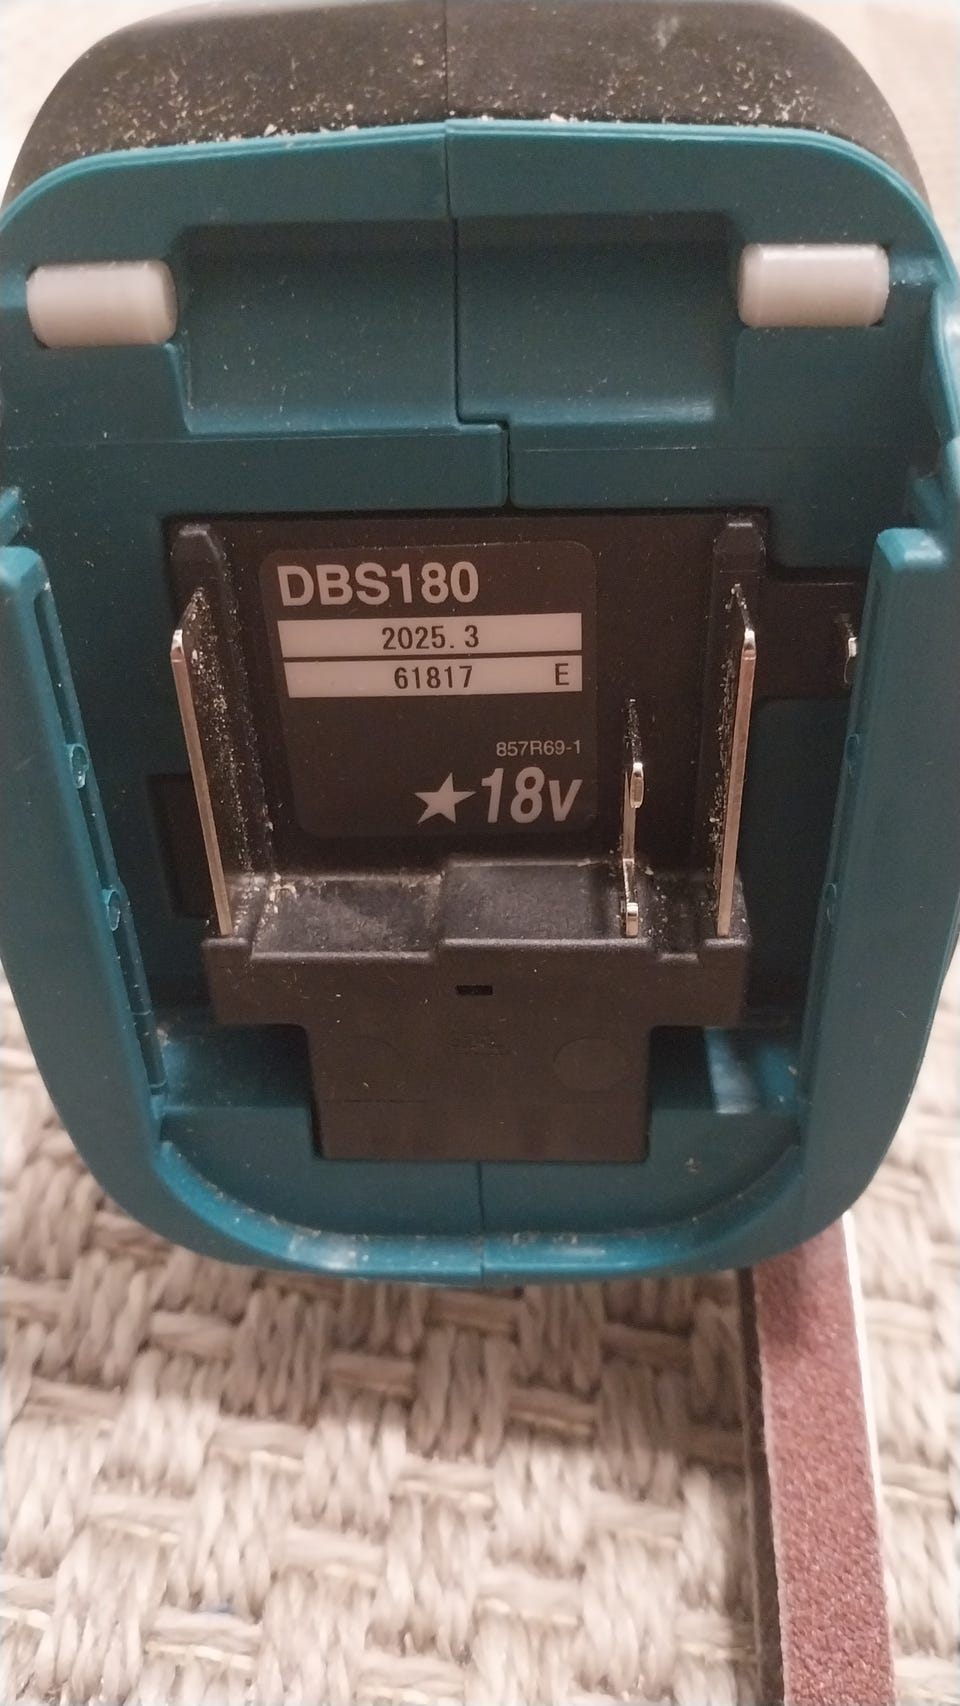 DBS180
2025. 3
61817 E
857R69-1
★18v